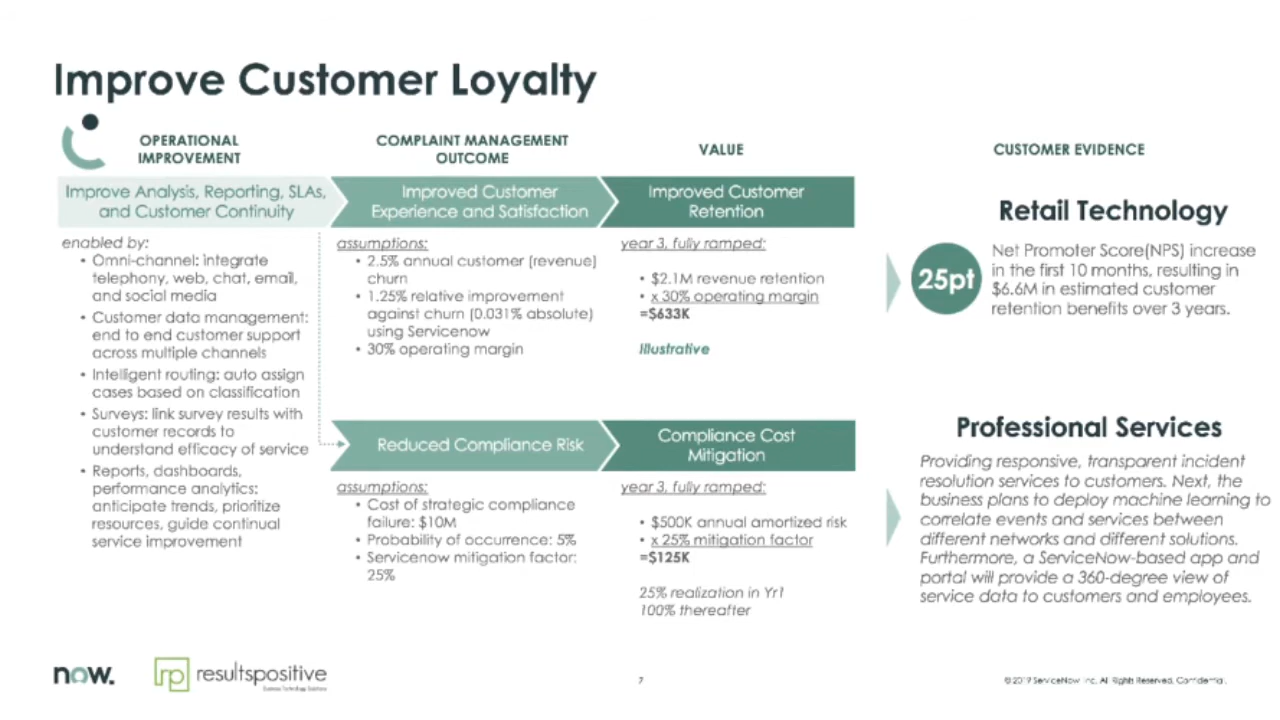 Improve Customer Loyalty
OPERATIONAL
IMPROVEMENT
Improve Analysis, Reporting, SLAs,
and Customer Continuity
enabled by:
• Omni-channel: integrate
telephony, web, chat, email,
and social media
• Customer data management:
end to end customer support
across multiple channels
• Intelligent routing: auto assign
cases based on classification
• Surveys: link survey results with
customer records to
understand efficacy of service
• Reports, dashboards,
performance analytics:
anticipate trends, prioritize
resources, guide continual
service improvement
COMPLAINT MANAGEMENT
OUTCOME
Improved Customer
Experience and Satisfaction
assumptions:
• 2.5% annual customer (revenue)
churn
• 1.25% relative improvement
against churn (0.031% absolute)
using Servicenow
• 30% operating margin
Reduced Compliance Risk
assumptions:
• Cost of strategic compliance
failure: $10M
• Probability of occurrence: 5%
• Servicenow mitigation factor:
25%
VALUE
Improved Customer
Retention
year 3, fully ramped:
• $2.1M revenue retention
• x 30% operating margin
=$633K
Illustrative
Compliance Cost
Mitigation
year 3, fully ramped:
• $500K annual amortized risk
• x 25% mitigation factor
=$125K
25% realization in Yr1
100% thereafter
CUSTOMER EVIDENCE
Retail Technology
25pt
Net Promoter Score(NPS) increase
in the first 10 months, resulting in
$6.6M in estimated customer
retention benefits over 3 years.
Professional Services
Providing responsive, transparent incident
resolution services to customers. Next, the
business plans to deploy machine learning to
correlate events and services between
different networks and different solutions.
Furthermore, a ServiceNow-based app and
portal will provide a 360-degree view of
service data to customers and employees.
now.
rp resultspositive
Business Technology Solutions
7
© 2019 ServiceNow, Inc. All Rights Reserved. Confidential.